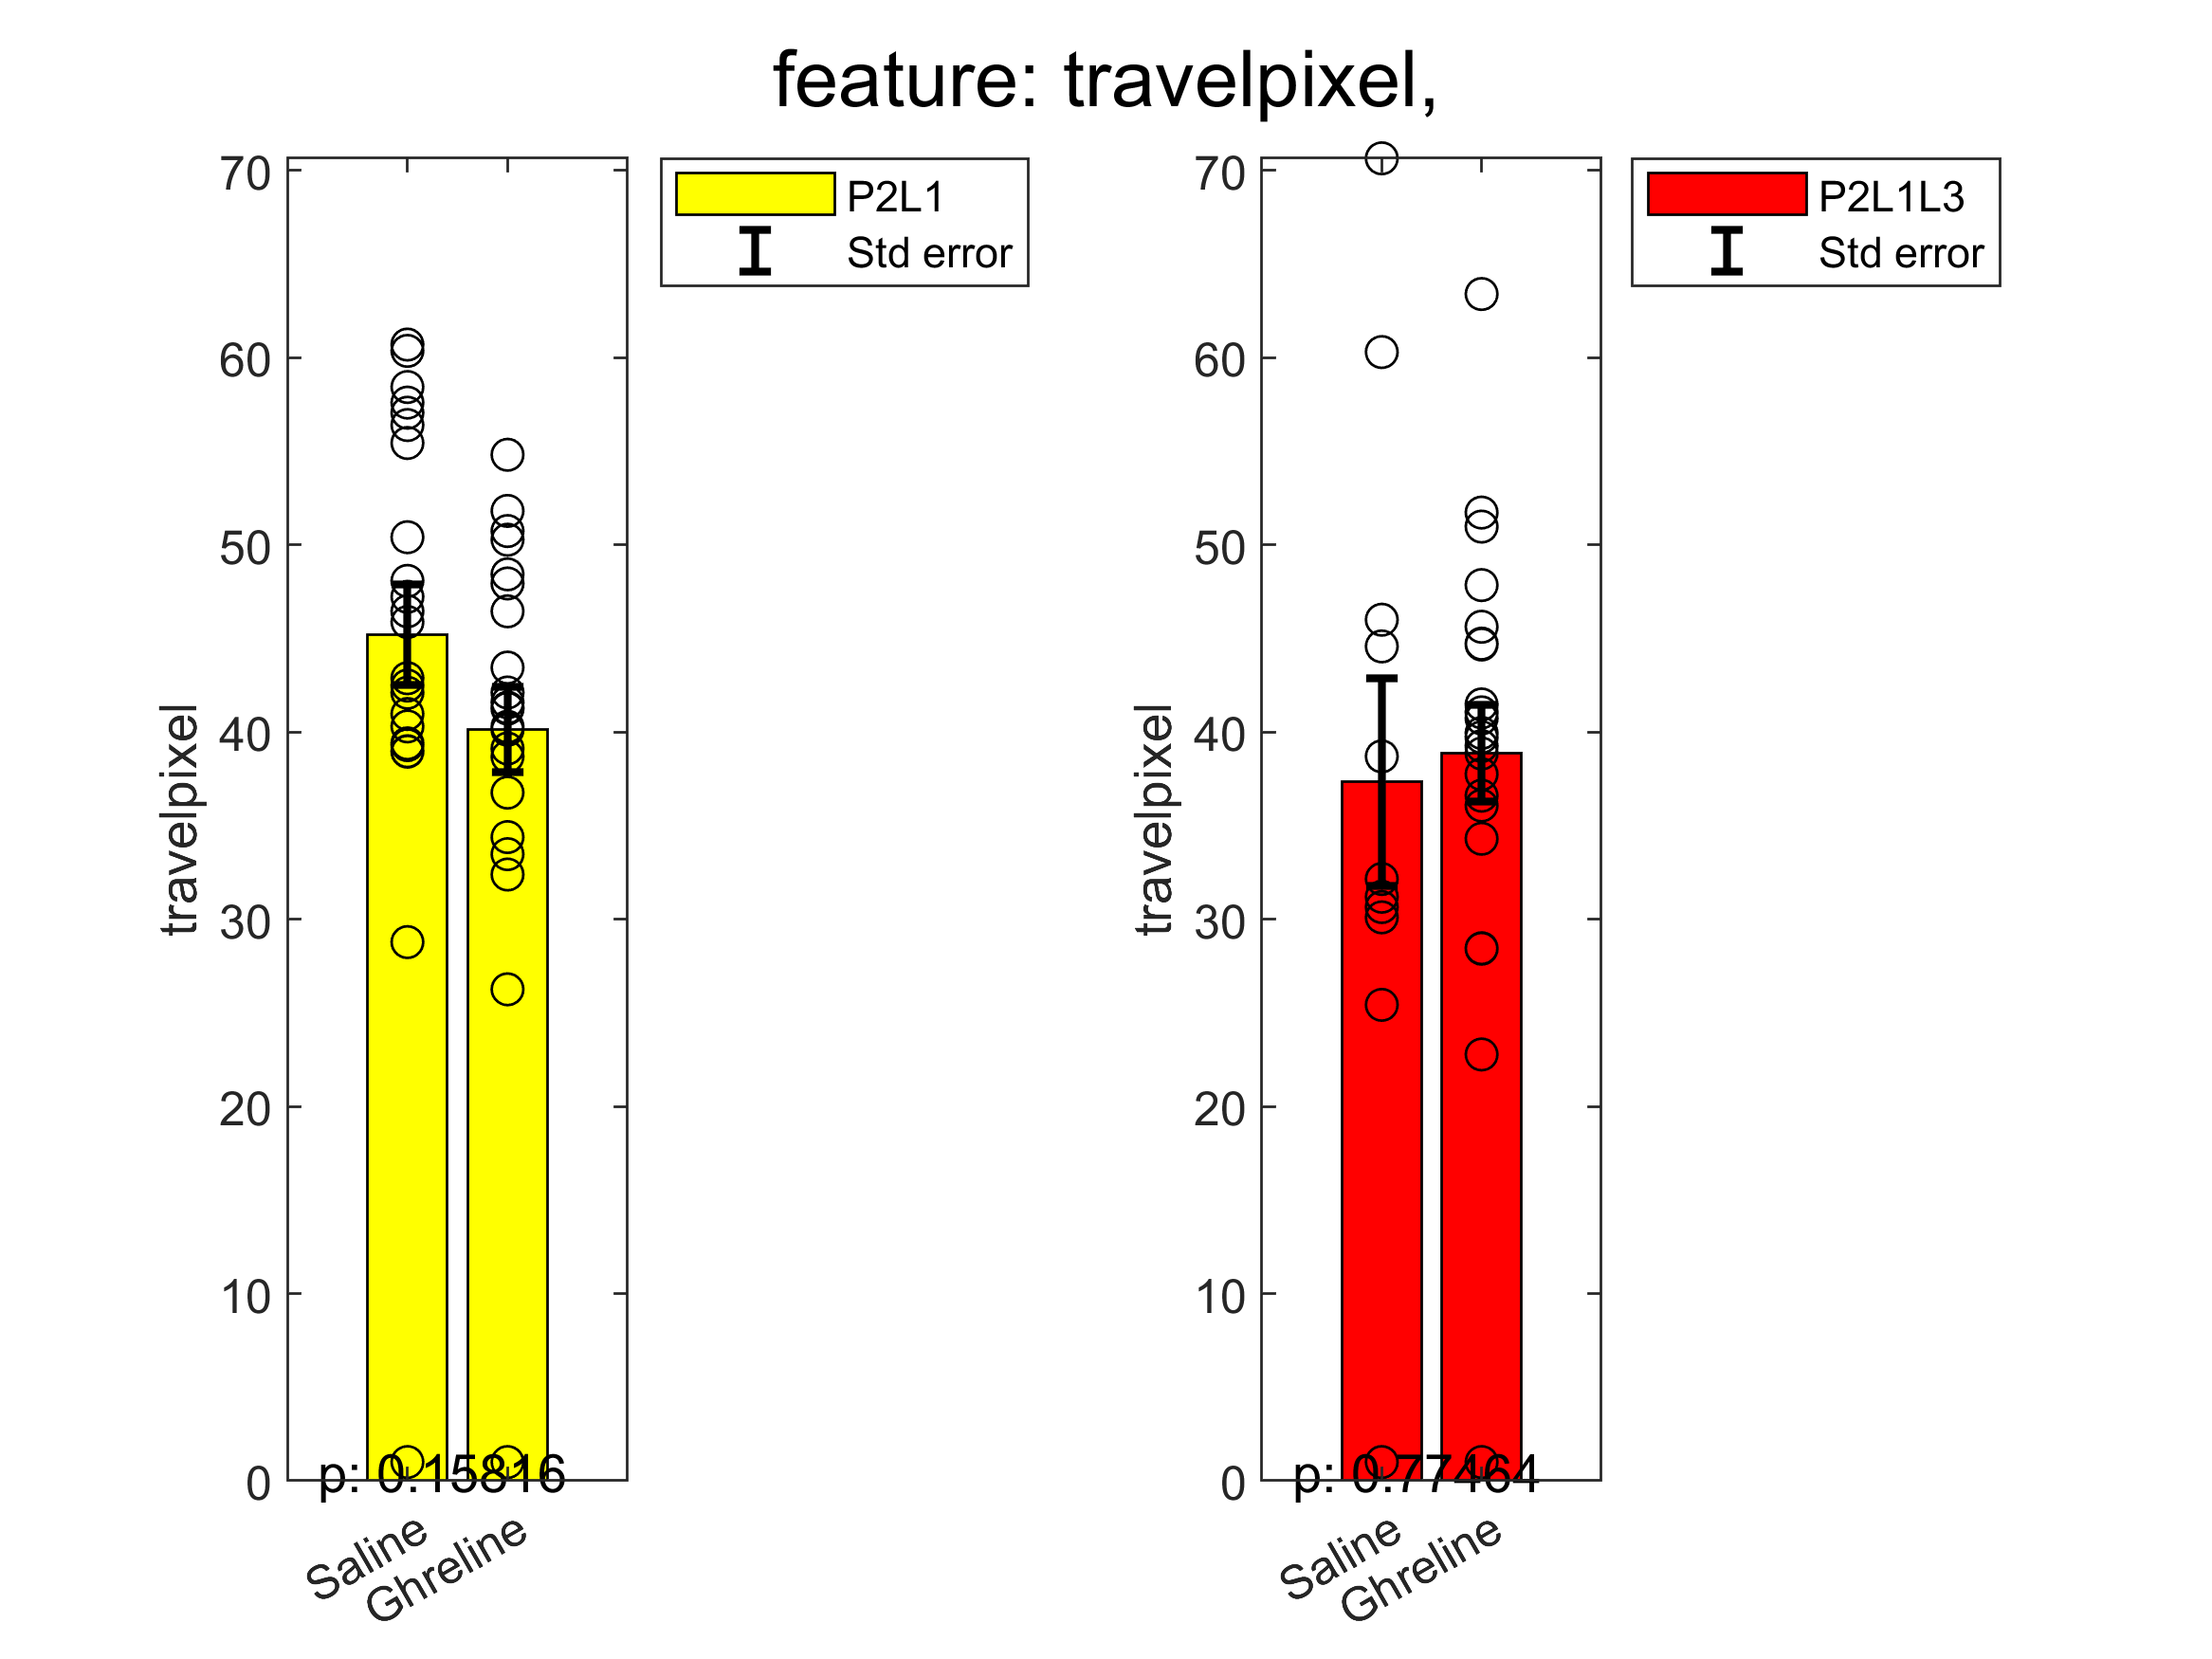 feature: travelpixel,
70
60
50
40
30
20
10
0
travelpixel
P2L1
Std error
p: 0.15816
Saline
Ghreline
70
60
50
40
30
20
10
0
travelpixel
P2L1L3
Std error
p: 0.77464
Saline
Ghreline